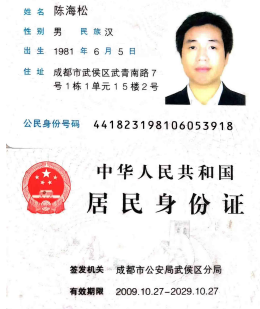 姓名 陈海松
性别 男 民族 汉
出生 1981 年 6 月 5 日
住址 成都市武侯区武青南路7
号1栋1单元15楼2号
公民身份号码 441823198106053918
中华人民共和国
居民身份证
签发机关 成都市公安局武侯区分局
有效期限 2009.10.27-2029.10.27